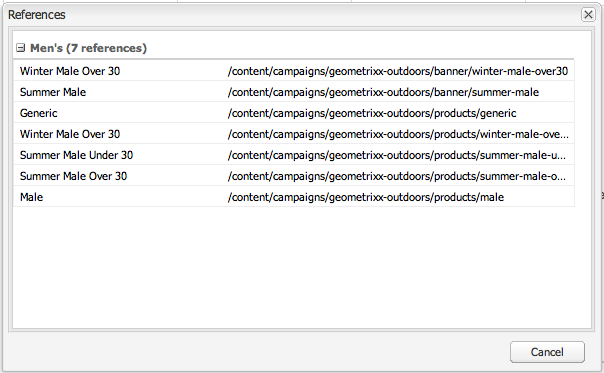 References
Men's (7 references)
Winter Male Over 30 /content/campaigns/geometrixx-outdoors/banner/winter-male-over30
Summer Male /content/campaigns/geometrixx-outdoors/banner/summer-male
Generic /content/campaigns/geometrixx-outdoors/products/generic
Winter Male Over 30 /content/campaigns/geometrixx-outdoors/products/winter-male-ove...
Summer Male Under 30 /content/campaigns/geometrixx-outdoors/products/summer-male-u...
Summer Male Over 30 /content/campaigns/geometrixx-outdoors/products/summer-male-o...
Male /content/campaigns/geometrixx-outdoors/products/male
Cancel